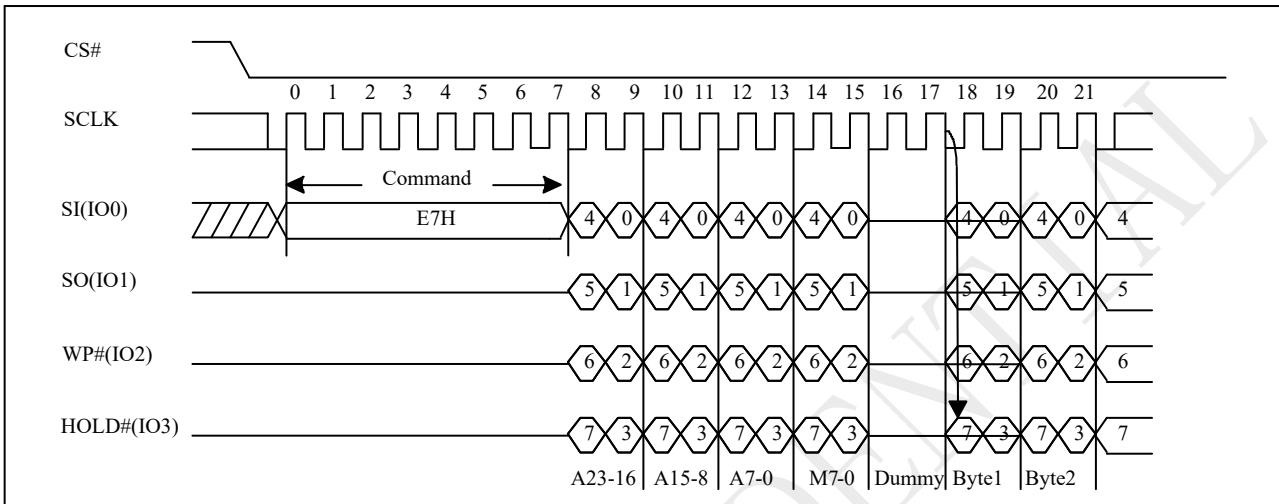 CS#
0 1 2 3 4 5 6 7 8 9 10 11 12 13 14 15 16 17 18 19 20 21
SCLK
Command
SI(IO0) E7H 4 0 4 0 4 0 4 0 4 0 4 0 4
SO(IO1) 5 1 5 1 5 1 5 1 5 1 5 1 5
WP#(IO2) 6 2 6 2 6 2 6 2 6 2 6 2 6
HOLD#(IO3) 7 3 7 3 7 3 7 3 7 3 7 3 7
A23-16 A15-8 A7-0 M7-0 Dummy Byte1 Byte2
DENTIAL